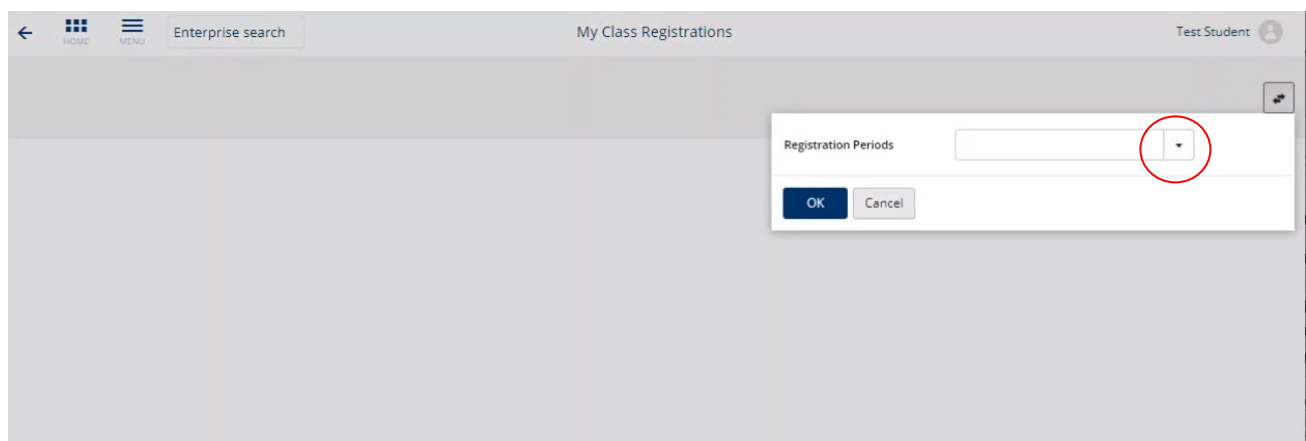 HOME
MENU
Enterprise search
My Class Registrations
Test Student
Registration Periods
OK
Cancel